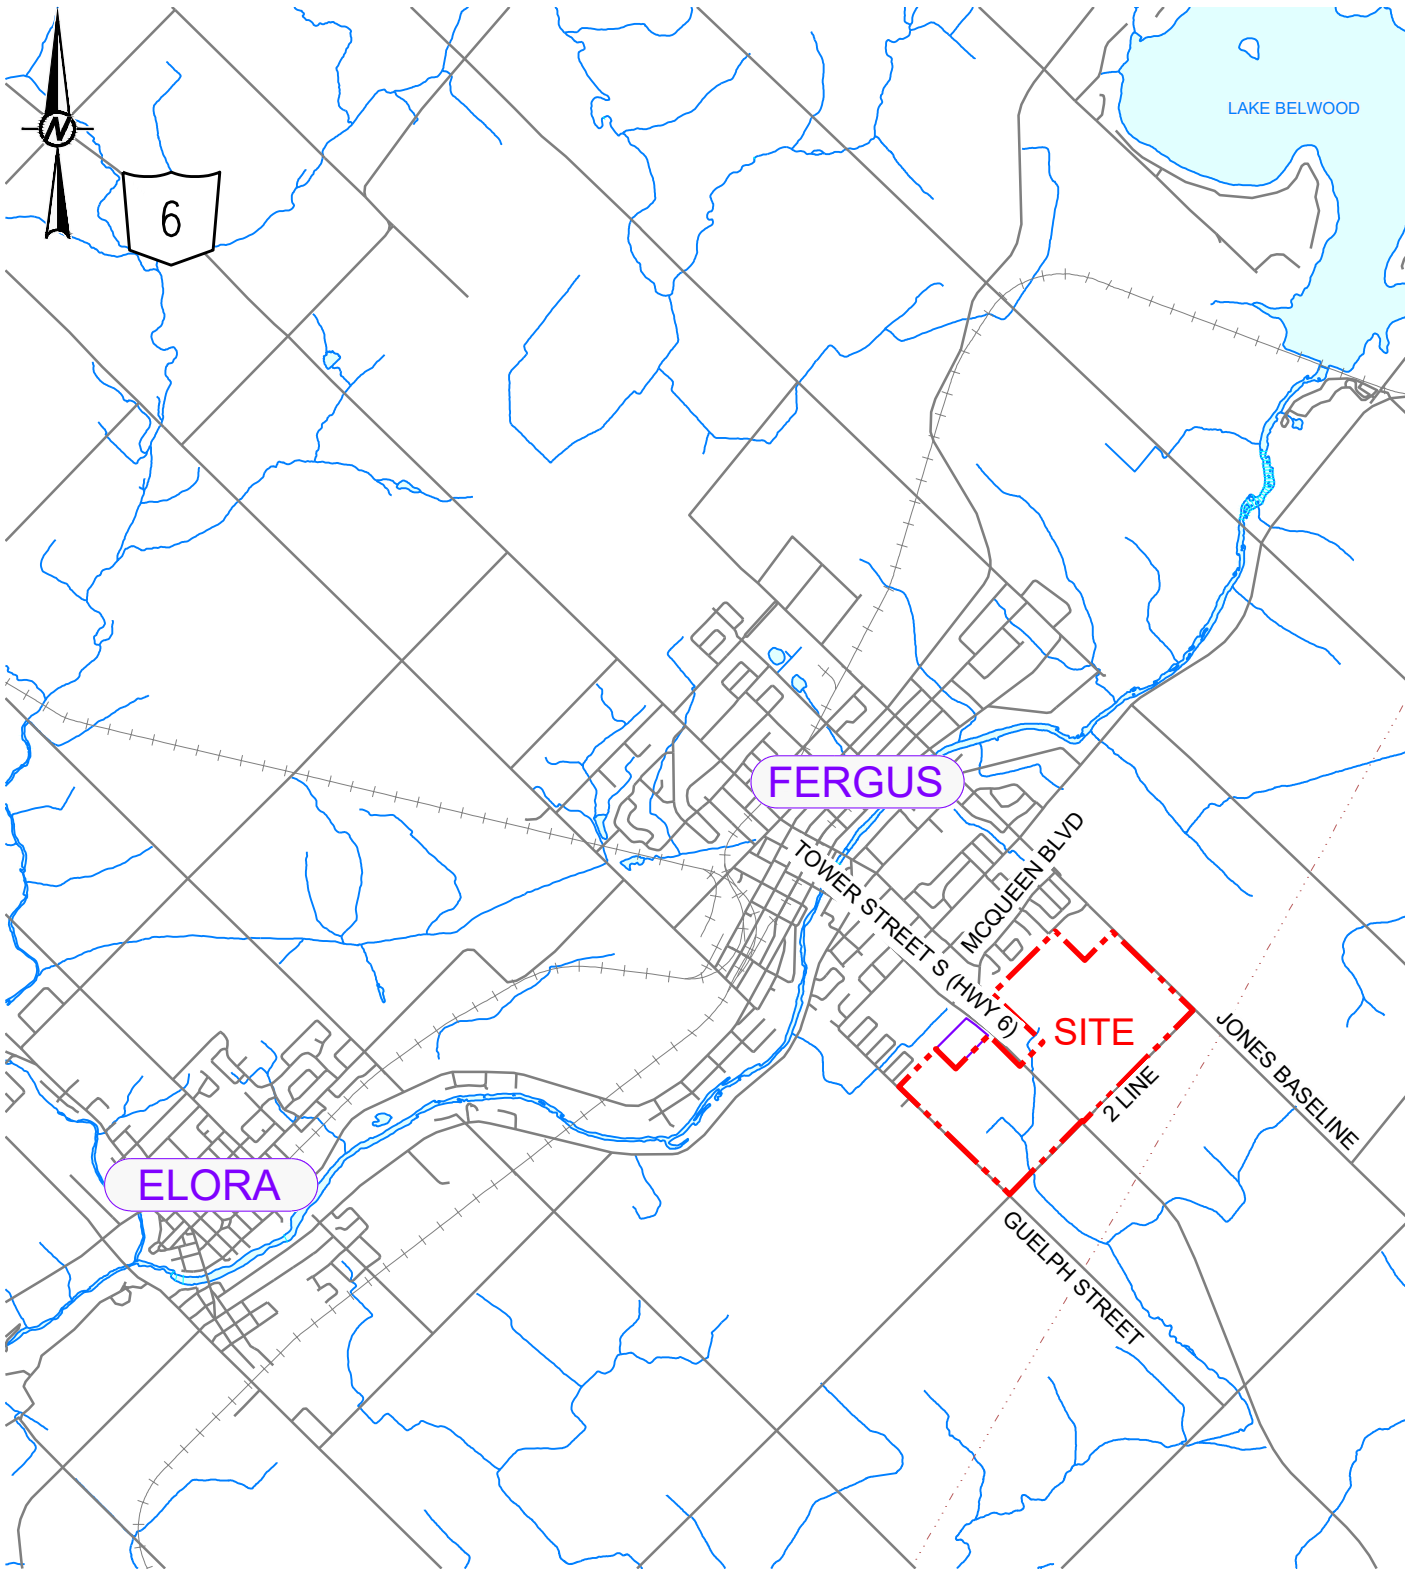 LAKE BELWOOD
N
6
FERGUS
TOWER STREET S (HWY 6)
MCQUEEN BLVD
SITE
JONES BASELINE
2 LINE
ELORA
GUELPH STREET